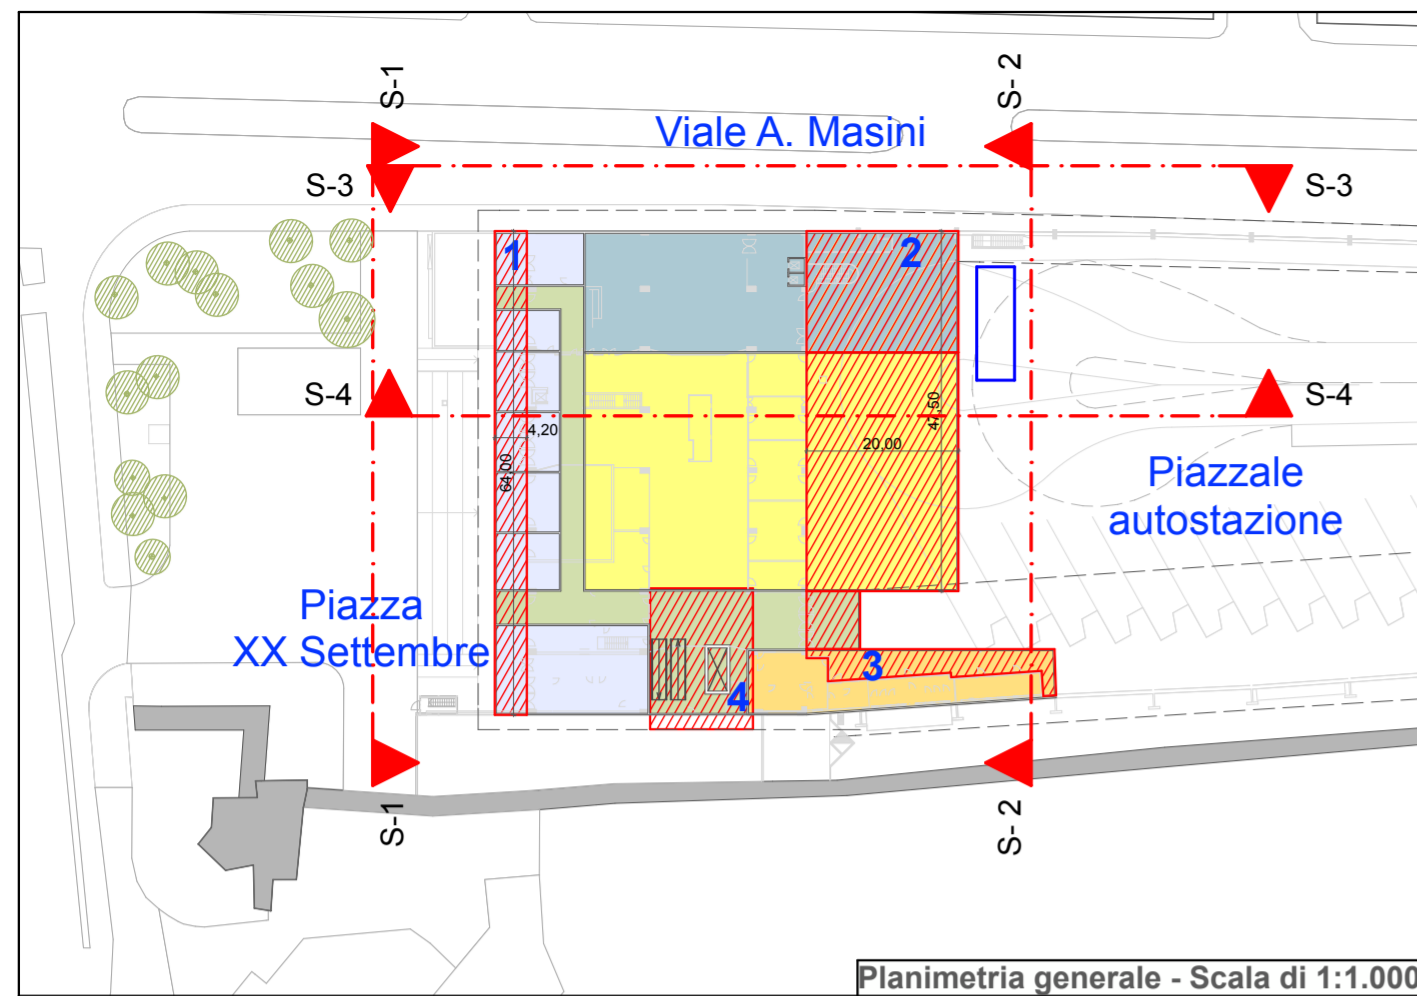 S-1
S- 2
Viale A. Masini
S-3
S-3
1
2
S-4
S-4
4,20
64,00
20,00
47,50
Piazzale
autostazione
Piazza
XX Settembre
3
4
S-1
S- 2
Planimetria generale - Scala di 1:1.000